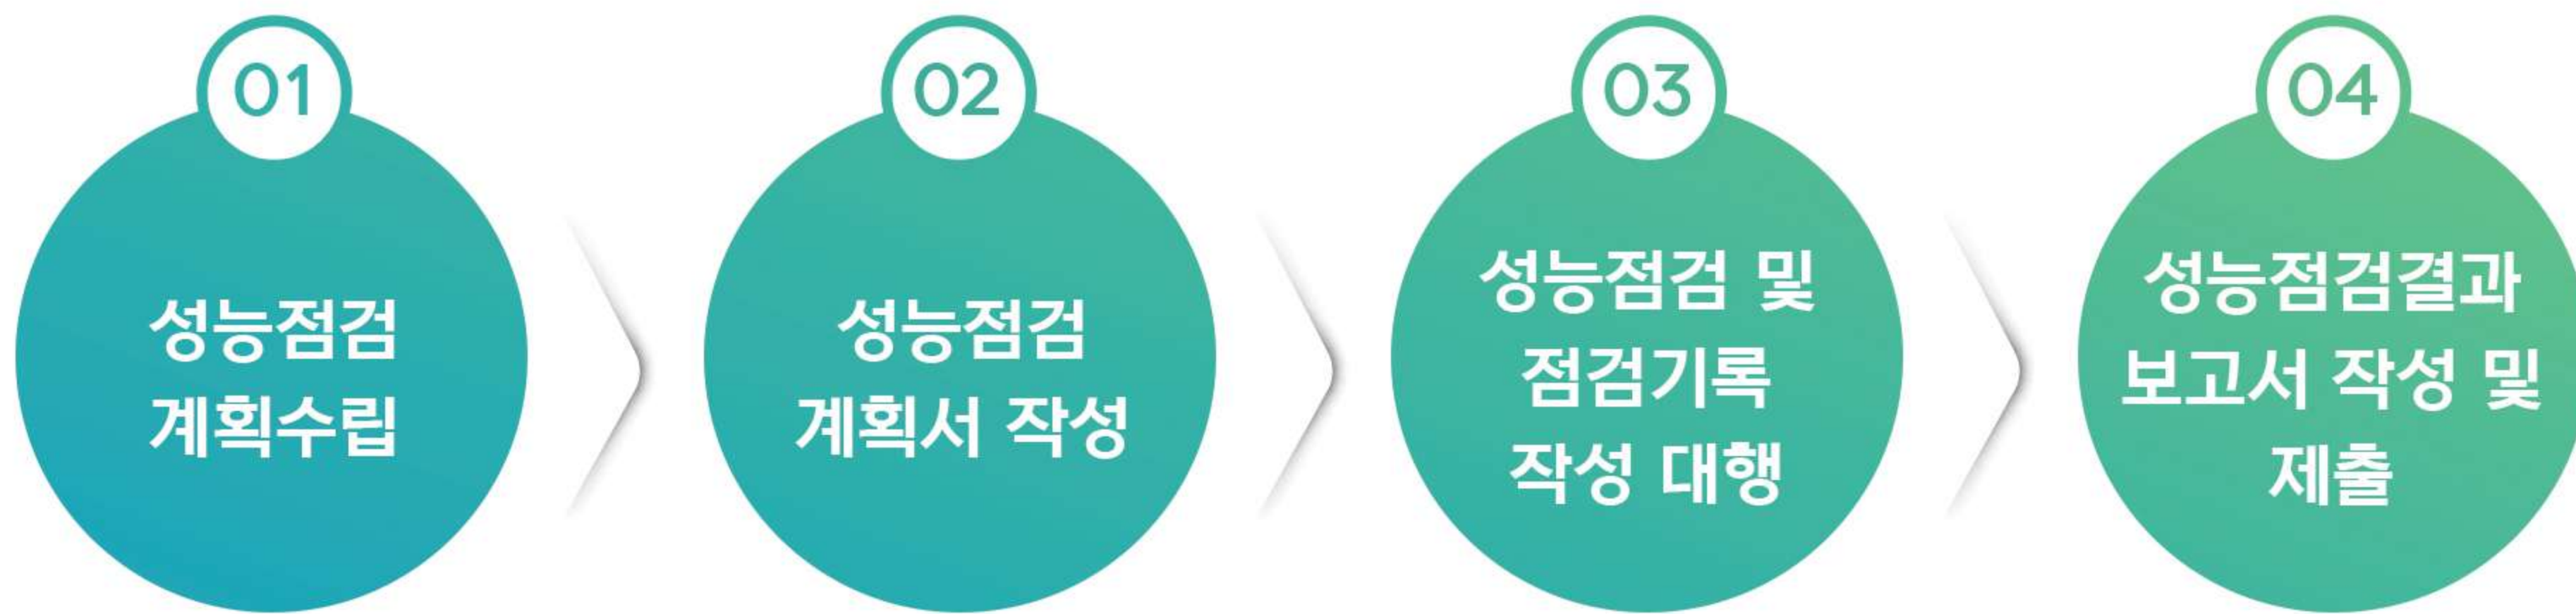 01
성능점검
계획수립
02
성능점검
계획서 작성
03
성능점검 및
점검기록
작성 대행
04
성능점검결과
보고서 작성 및
제출